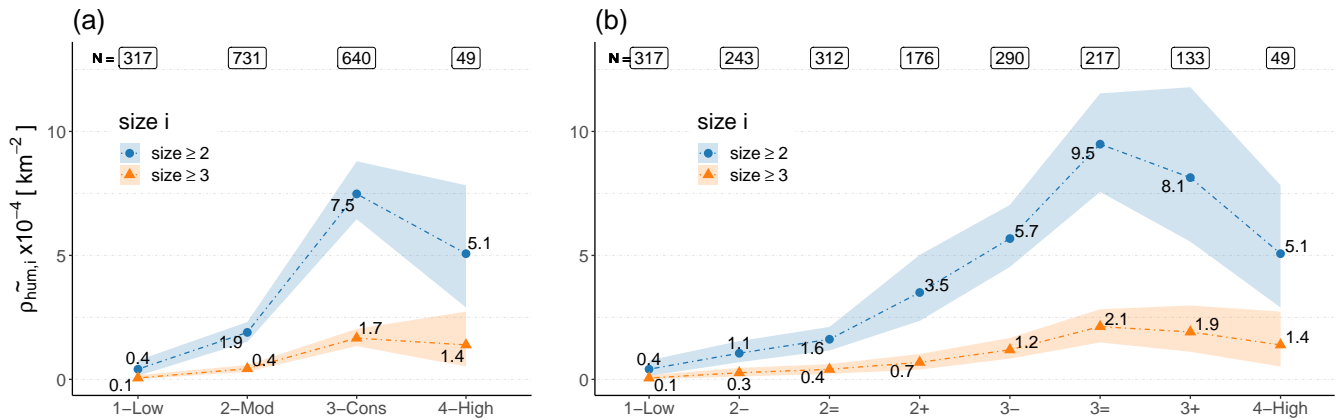 (a)
N = 317 731 640 49
size i
size ≥ 2
size ≥ 3
10
5
0
ρ̃hum,i x10⁻⁴ [ km⁻² ]
0.4 1.9 7.5 5.1
0.1 0.4 1.7 1.4
1–Low 2–Mod 3–Cons 4–High
(b)
N = 317 243 312 176 290 217 133 49
size i
size ≥ 2
size ≥ 3
0.4 1.1 1.6 3.5 5.7 9.5 8.1 5.1
0.1 0.3 0.4 0.7 1.2 2.1 1.9 1.4
1–Low 2– 2= 2+ 3– 3= 3+ 4–High